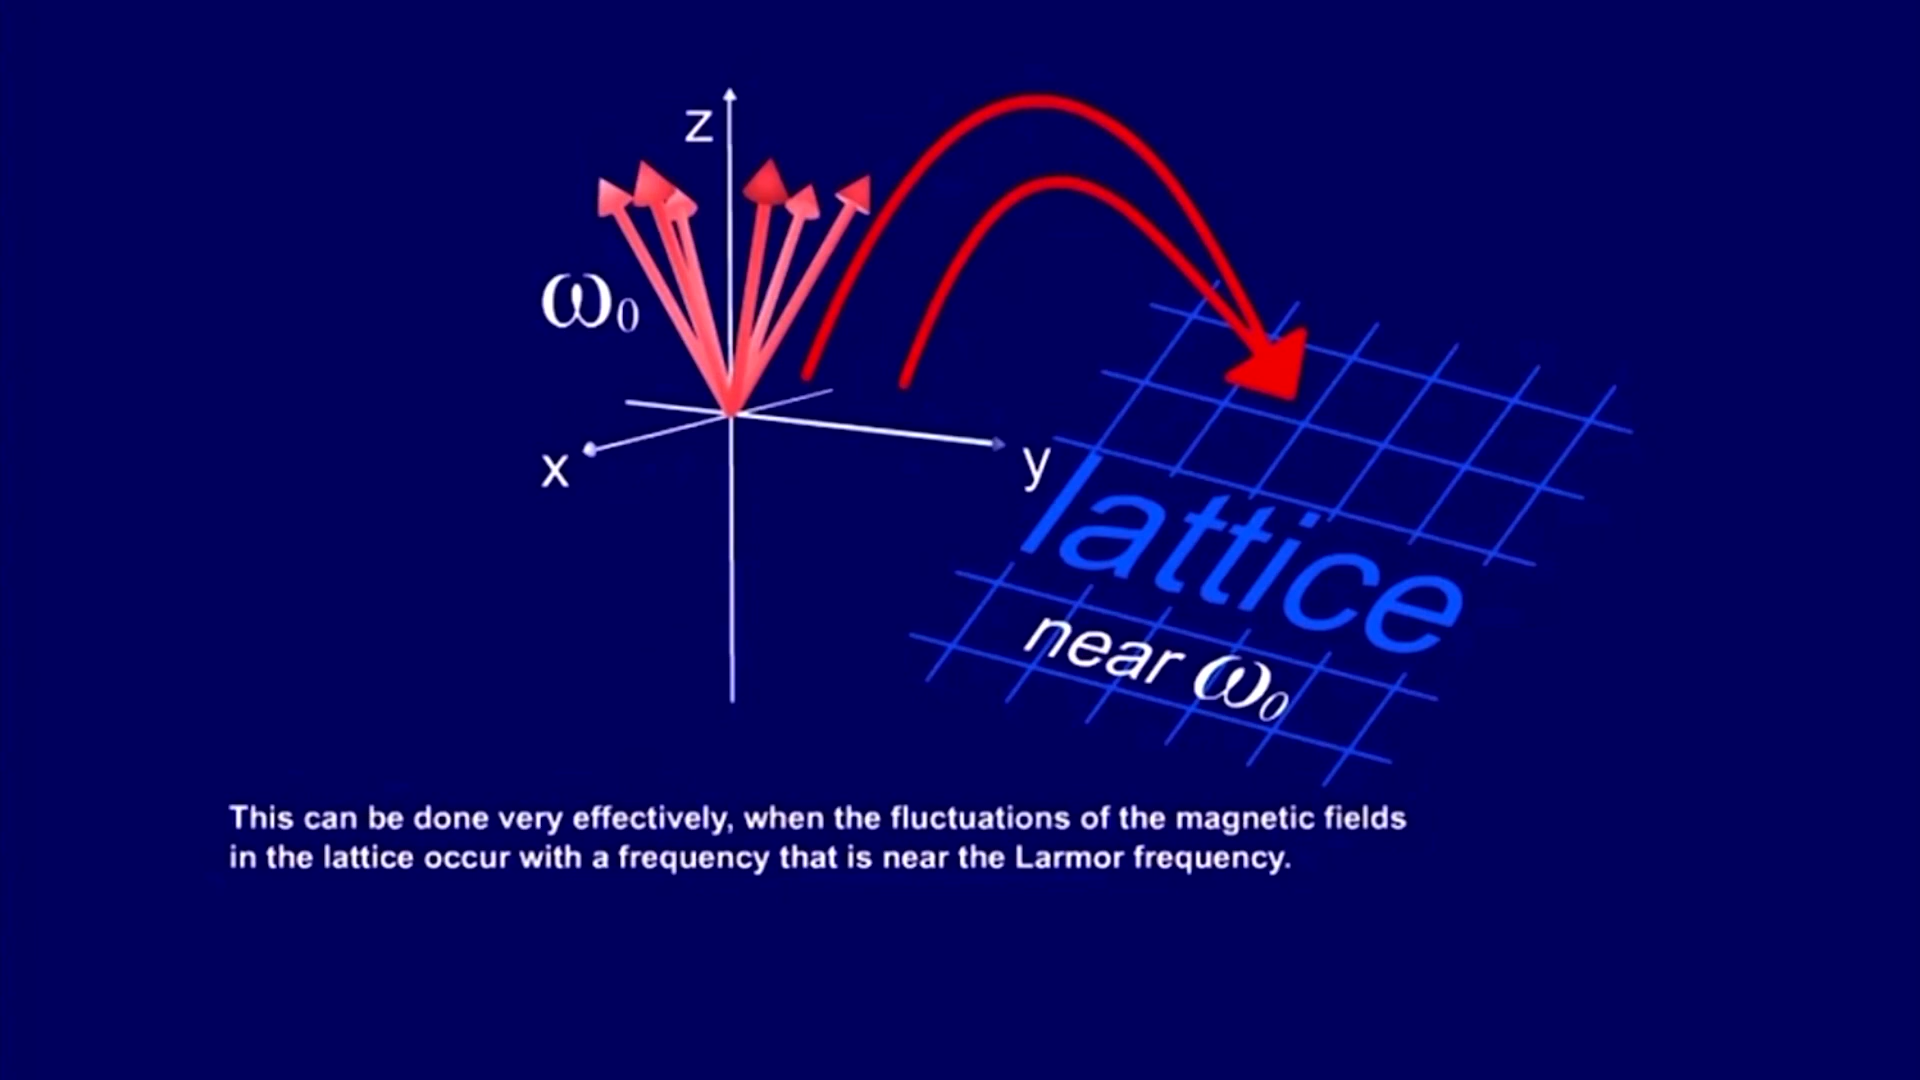 z
ω₀
x
y
lattice
near ω₀
This can be done very effectively, when the fluctuations of the magnetic fields
in the lattice occur with a frequency that is near the Larmor frequency.